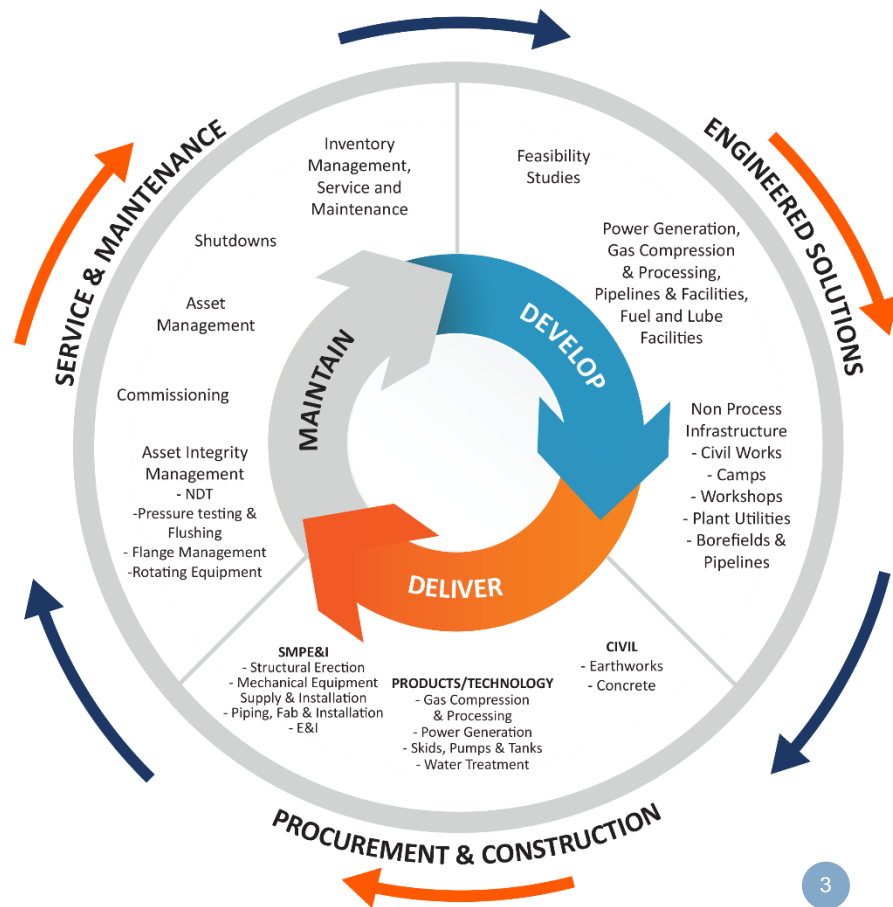 SERVICE & MAINTENANCE
ENGINEERED SOLUTIONS
PROCUREMENT & CONSTRUCTION
DEVELOP
DELIVER
MAINTAIN
Feasibility
Studies
Power Generation,
Gas Compression
& Processing,
Pipelines & Facilities,
Fuel and Lube
Facilities
Non Process
Infrastructure
- Civil Works
- Camps
- Workshops
- Plant Utilities
- Borefields &
Pipelines
CIVIL
- Earthworks
- Concrete
PRODUCTS/TECHNOLOGY
- Gas Compression
& Processing
- Power Generation
- Skids, Pumps & Tanks
- Water Treatment
SMPE&I
- Structural Erection
- Mechanical Equipment
Supply & Installation
- Piping, Fab & Installation
- E&I
Asset Integrity
Management
- NDT
-Pressure testing &
Flushing
- Flange Management
-Rotating Equipment
Commissioning
Asset
Management
Shutdowns
Inventory
Management,
Service and
Maintenance
3